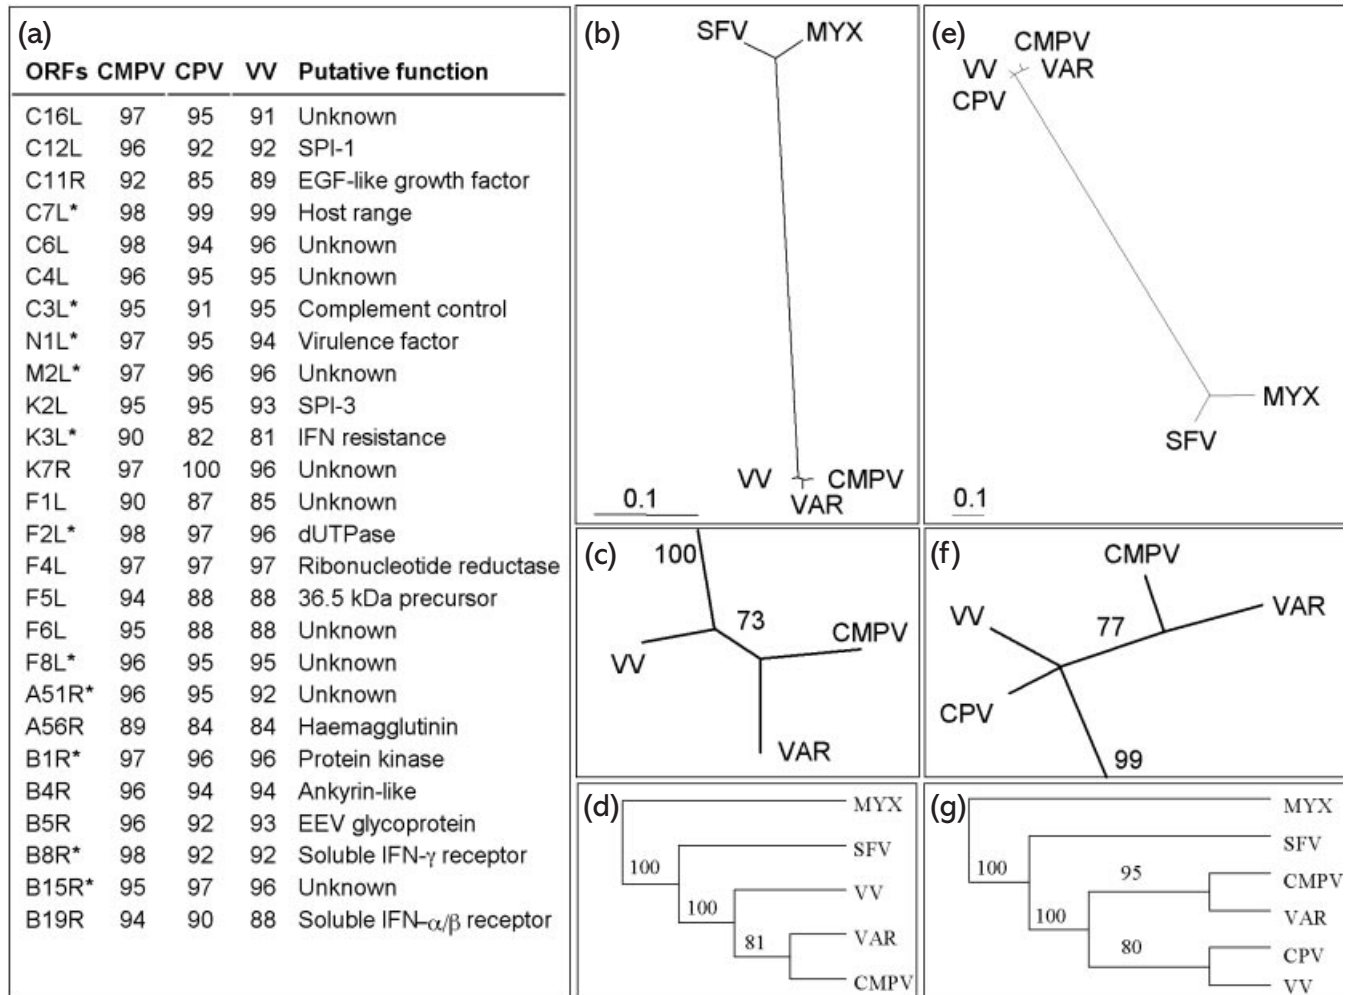 (a)
ORFs CMPV CPV VV Putative function
C16L 97 95 91 Unknown
C12L 96 92 92 SPI-1
C11R 92 85 89 EGF-like growth factor
C7L* 98 99 99 Host range
C6L 98 94 96 Unknown
C4L 96 95 95 Unknown
C3L* 95 91 95 Complement control
N1L* 97 95 94 Virulence factor
M2L* 97 96 96 Unknown
K2L 95 95 93 SPI-3
K3L* 90 82 81 IFN resistance
K7R 97 100 96 Unknown
F1L 90 87 85 Unknown
F2L* 98 97 96 dUTPase
F4L 97 97 97 Ribonucleotide reductase
F5L 94 88 88 36.5 kDa precursor
F6L 95 88 88 Unknown
F8L* 96 95 95 Unknown
A51R* 96 95 92 Unknown
A56R 89 84 84 Haemagglutinin
B1R* 97 96 96 Protein kinase
B4R 96 94 94 Ankyrin-like
B5R 96 92 93 EEV glycoprotein
B8R* 98 92 92 Soluble IFN-γ receptor
B15R* 95 97 96 Unknown
B19R 94 90 88 Soluble IFN-α/β receptor
(b)
SFV MYX
VV CMPV
VAR
0.1
(c)
100
73
CMPV
VV
VAR
(d)
MYX
SFV
100
VV
100
VAR
81
CMPV
(e)
CMPV
VV VAR
CPV
MYX
SFV
0.1
(f)
CMPV
VAR
VV
77
CPV
99
(g)
MYX
SFV
100
95
CMPV
VAR
100
80
CPV
VV